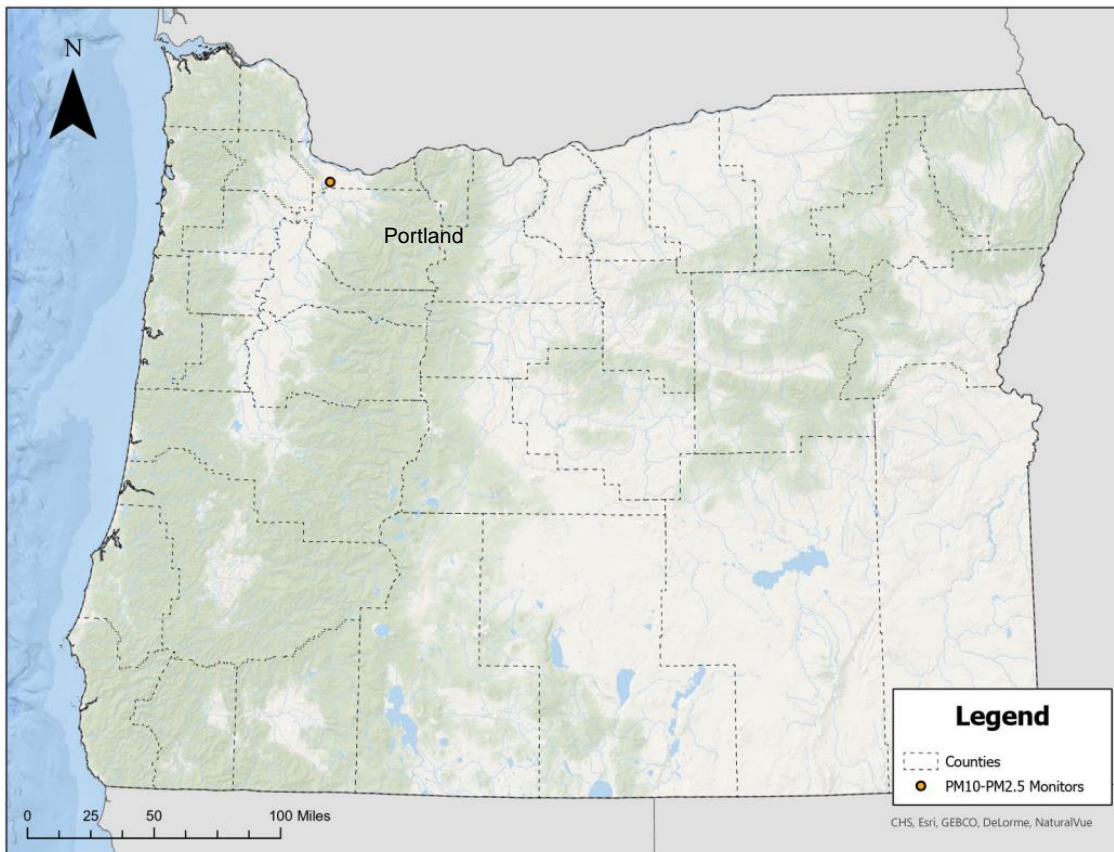 N
Portland
Legend
Counties
PM10-PM2.5 Monitors
0 25 50 100 Miles
CHS, Esri, GEBCO, DeLorme, NaturalVue